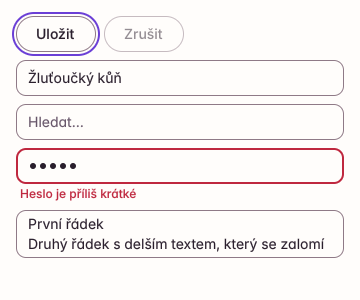 Uložit Zrušit
Žluťoučký kůň
Hledat...
•••••
Heslo je příliš krátké
První řádek
Druhý řádek s delším textem, který se zalomí